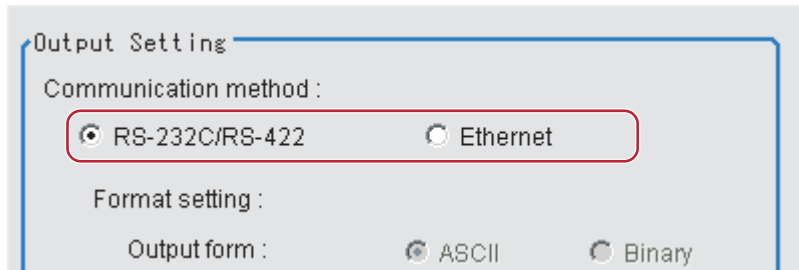 Output Setting
Communication method :
RS-232C/RS-422 Ethernet
Format setting :
Output form : ASCII Binary